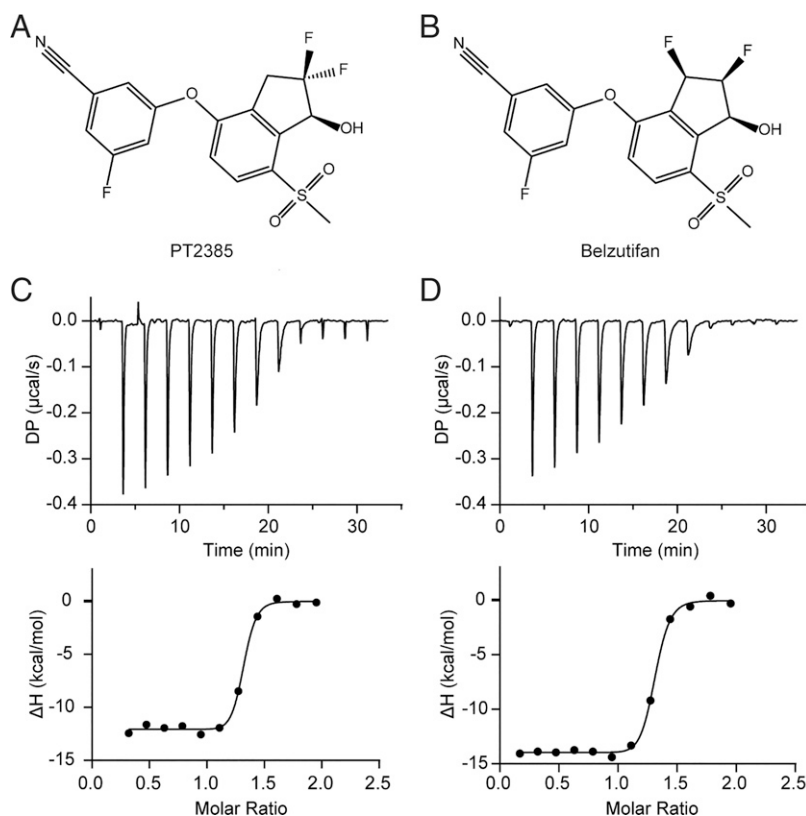 A
B
N
F
F
O
OH
F
S
O
O
PT2385
N
F
F
O
OH
F
S
O
O
Belzutifan
C
D
0.0
-0.1
-0.2
-0.3
-0.4
DP (μcal/s)
0 10 20 30
Time (min)
0.0
-0.1
-0.2
-0.3
-0.4
DP (μcal/s)
0 10 20 30
Time (min)
0
-5
-10
-15
ΔH (kcal/mol)
0.0 0.5 1.0 1.5 2.0 2.5
Molar Ratio
0
-5
-10
-15
ΔH (kcal/mol)
0.0 0.5 1.0 1.5 2.0 2.5
Molar Ratio